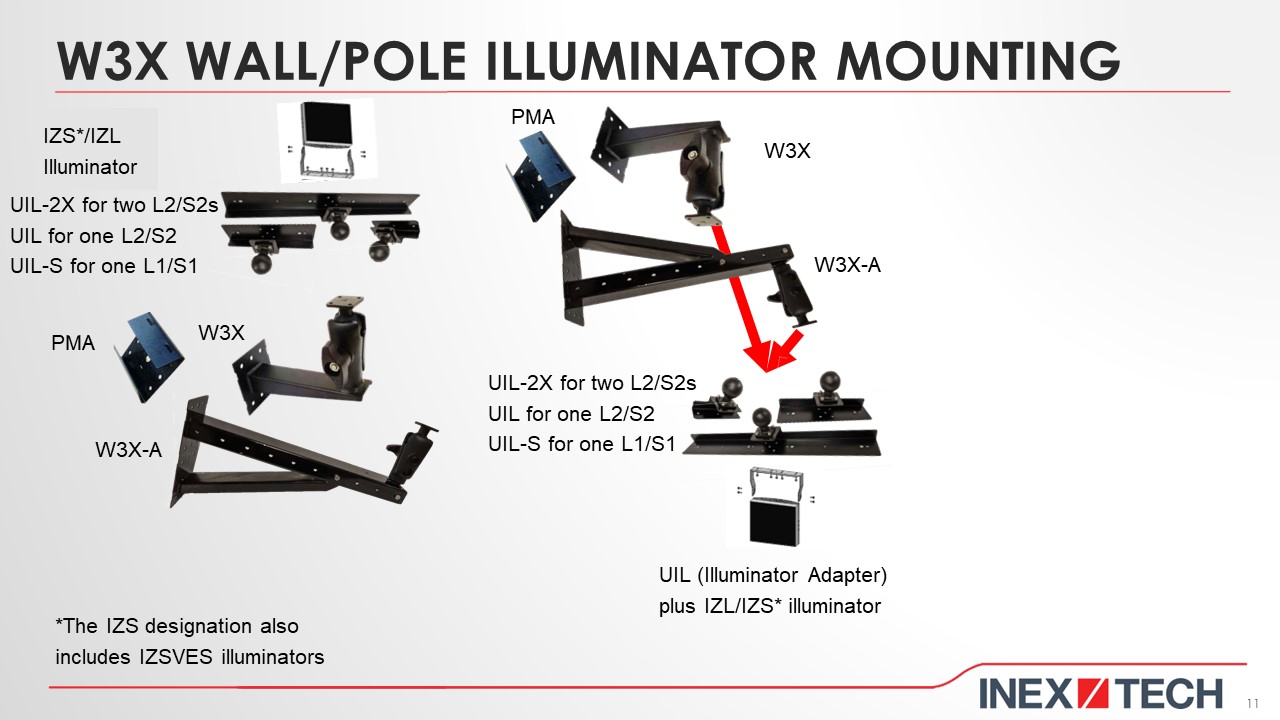 W3X WALL/POLE ILLUMINATOR MOUNTING
IZS*/IZL
Illuminator
UIL-2X for two L2/S2s
UIL for one L2/S2
UIL-S for one L1/S1
PMA
W3X
W3X-A
PMA
W3X
W3X-A
UIL-2X for two L2/S2s
UIL for one L2/S2
UIL-S for one L1/S1
UIL (Illuminator Adapter)
plus IZL/IZS* illuminator
*The IZS designation also
includes IZSVES illuminators
INEX TECH
11